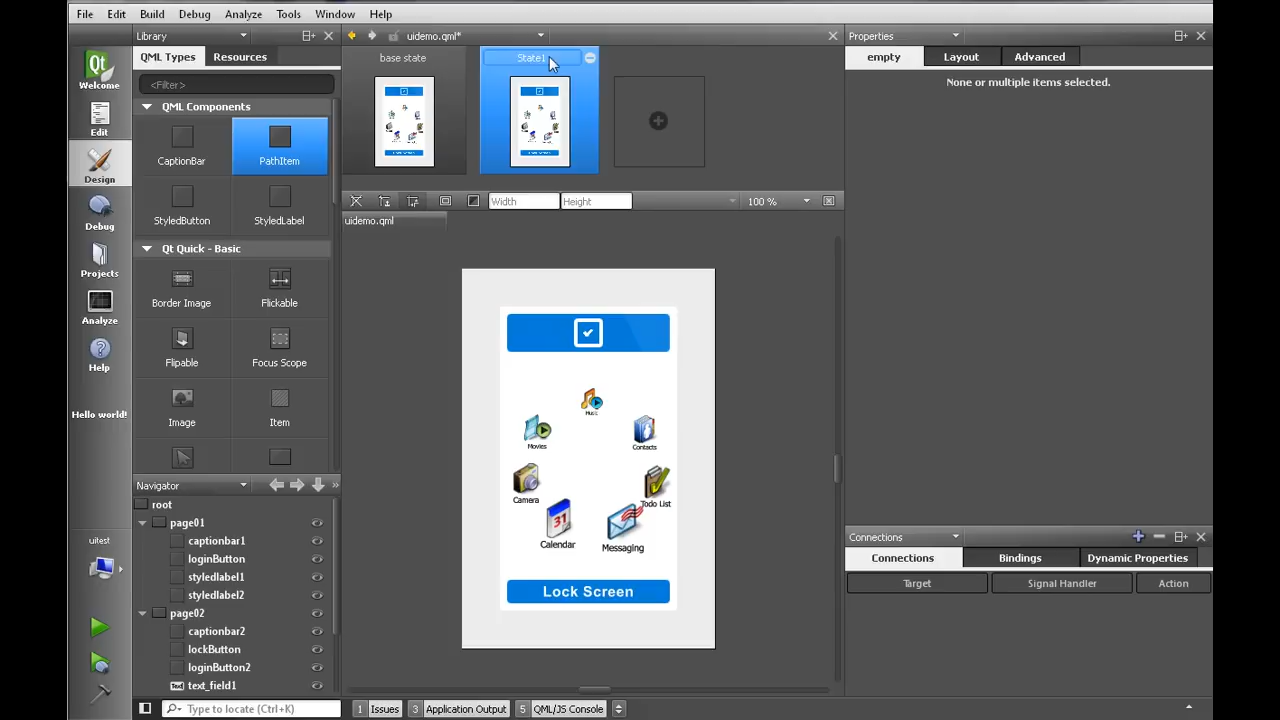 File Edit Build Debug Analyze Tools Window Help
Library
uidemo.qml*
Properties
QML Types Resources
base state
State1
empty Layout Advanced
<Filter>
None or multiple items selected.
Welcome
QML Components
Edit
CaptionBar PathItem
Design
StyledButton StyledLabel
Width Height 100 %
uidemo.qml
Debug
Qt Quick - Basic
Projects
Border Image Flickable
Analyze
Flipable Focus Scope
Help
Hello world!
Image Item
Music
Movies Contacts
Camera Todo List
31
Calendar Messaging
Lock Screen
Navigator
root
page01
captionbar1
loginButton
styledlabel1
styledlabel2
page02
captionbar2
lockButton
loginButton2
text_field1
uitest
Connections
Connections Bindings Dynamic Properties
Target Signal Handler Action
Type to locate (Ctrl+K)
1 Issues 3 Application Output 5 QML/JS Console